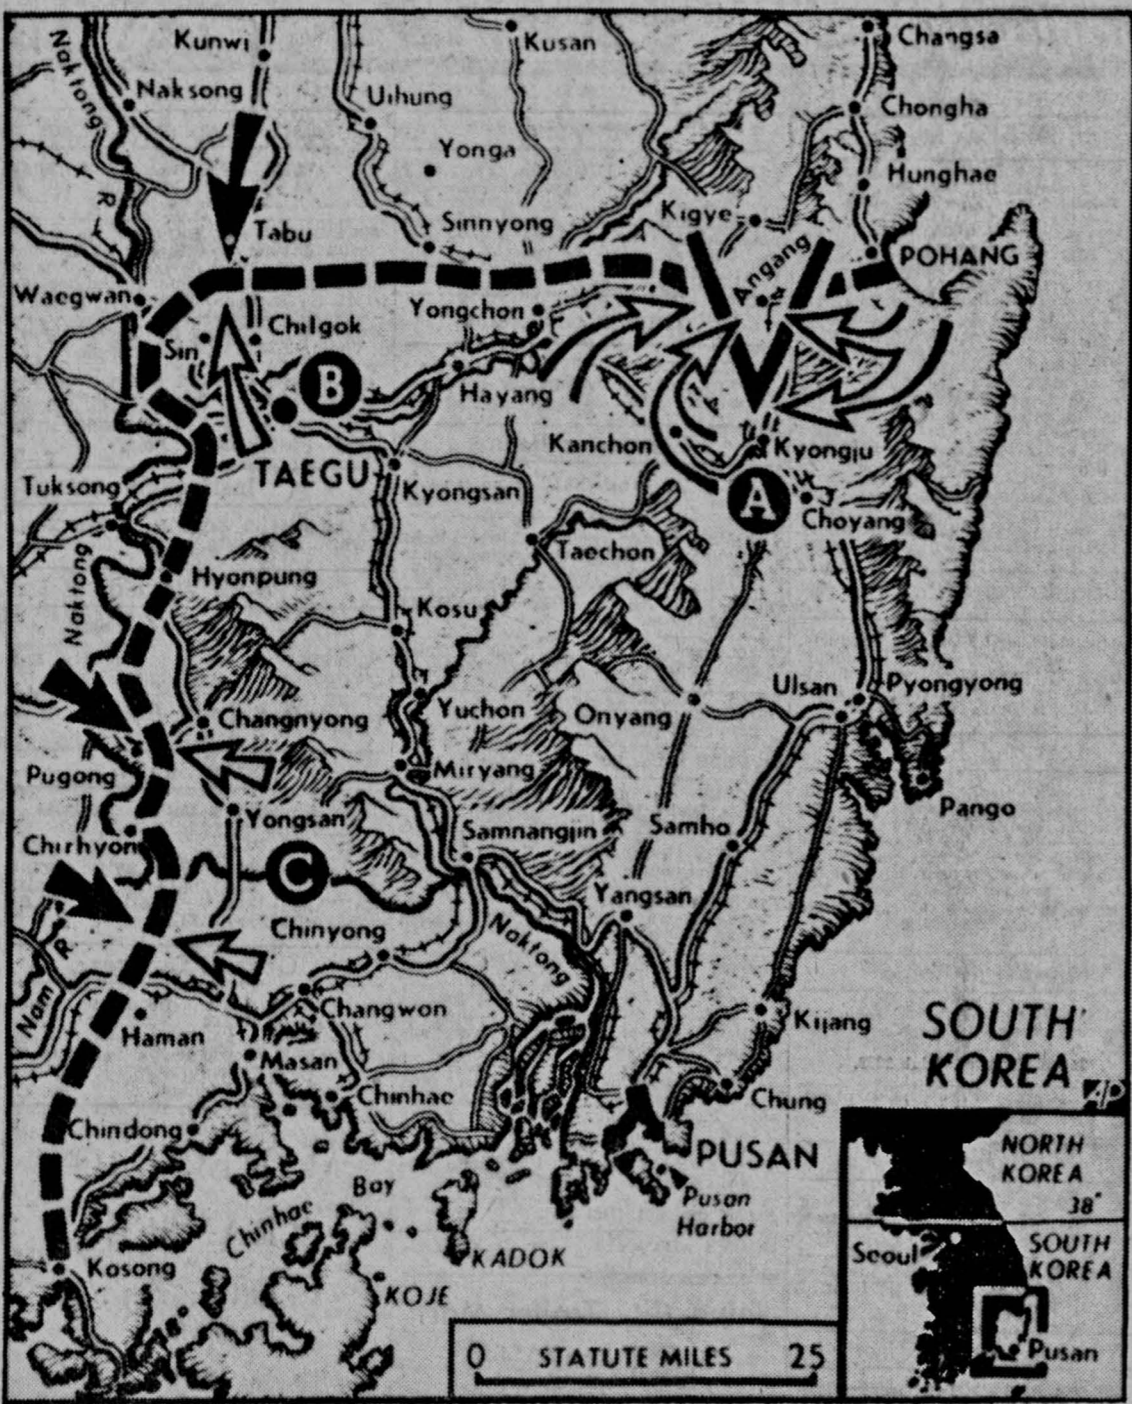 Kunwi
Kusan
Changsa
Naktong
R
Naksong
Uihung
Chongha
Yonga
Hunghae
Kigye
Sinnyong
Tabu
Angang
POHANG
Waegwan
Chilgok
Yongchon
Sin
B
Hayang
Kanchon
Kyongju
TAEGU
Kyongsan
A
Tuksong
Choyang
Taechon
Naktong
Hyonpung
Kosu
Ulsan
Pyongyong
Changnyong
Yuchon
Onyang
Pugong
Miryang
Pango
Yongsan
Samnangjin
Samho
Chirhyon
C
Yangsan
Chinyong
Naktong
Nam R
Changwon
Kijang
SOUTH
KOREA
Haman
Masan
Chinhae
Chung
AP
Chindong
PUSAN
Pusan
Harbor
Chinhae Bay
KADOK
Kosong
KOJE
NORTH
KOREA
38°
Seoul
SOUTH
KOREA
Pusan
0 STATUTE MILES 25